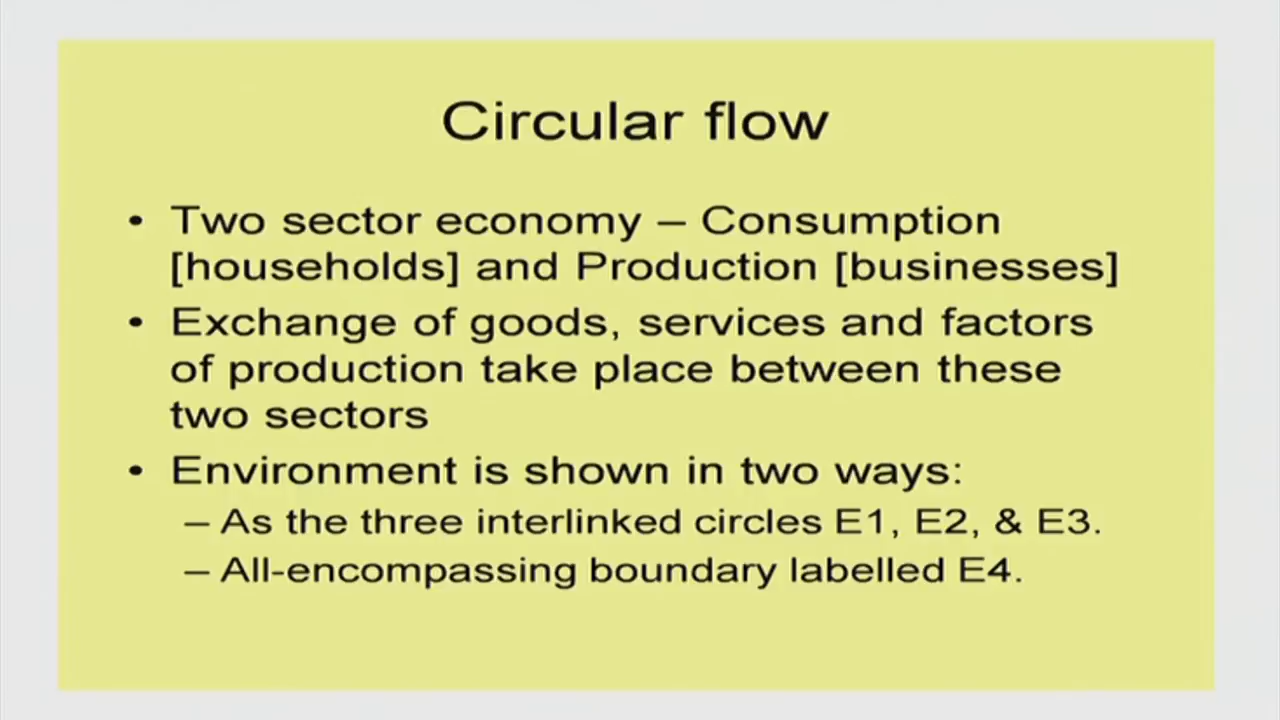 Circular flow
• Two sector economy – Consumption
[households] and Production [businesses]
• Exchange of goods, services and factors
of production take place between these
two sectors
• Environment is shown in two ways:
– As the three interlinked circles E1, E2, & E3.
– All-encompassing boundary labelled E4.